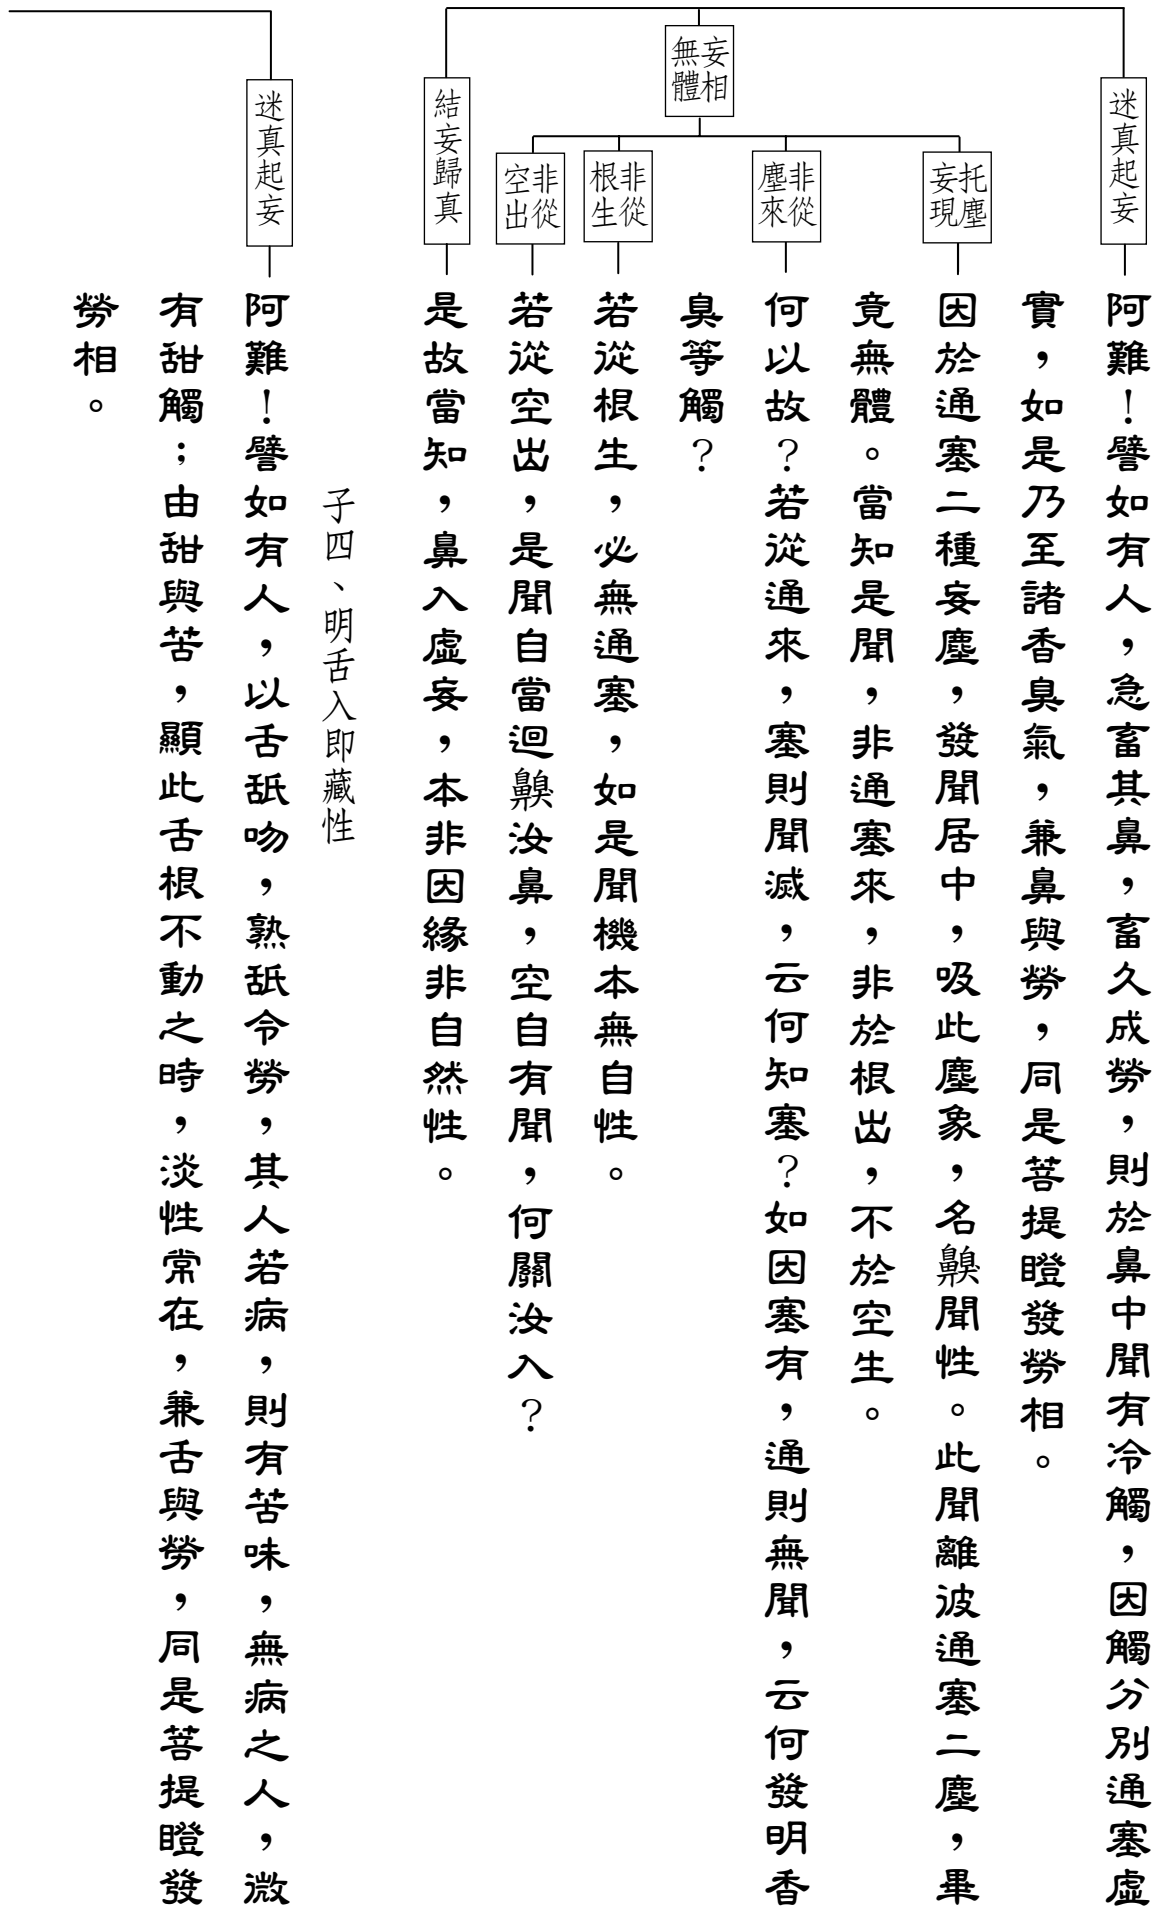 迷真起妄
阿難！譬如有人，急畜其鼻，畜久成勞，則於鼻中聞有冷觸，因觸分別通塞虛
實，如是乃至諸香臭氣，兼鼻與勞，同是菩提瞪發勞相。
妄相
無體
托塵
妄現
因於通塞二種妄塵，發聞居中，吸此塵象，名齅聞性。此聞離波通塞二塵，畢
竟無體。當知是聞，非通塞來，非於根出，不於空生。
非從
塵來
何以故？若從通來，塞則聞滅，云何知塞？如因塞有，通則無聞，云何發明香
臭等觸？
非從
根生
若從根生，必無通塞，如是聞機本無自性。
非從
空出
若從空出，是聞自當迴齅汝鼻，空自有聞，何關汝入？
結妄歸真
是故當知，鼻入虛妄，本非因緣非自然性。
子四、明舌入即藏性
迷真起妄
阿難！譬如有人，以舌舐吻，熟舐令勞，其人若病，則有苦味，無病之人，微
有甜觸；由甜與苦，顯此舌根不動之時，淡性常在，兼舌與勞，同是菩提瞪發
勞相。